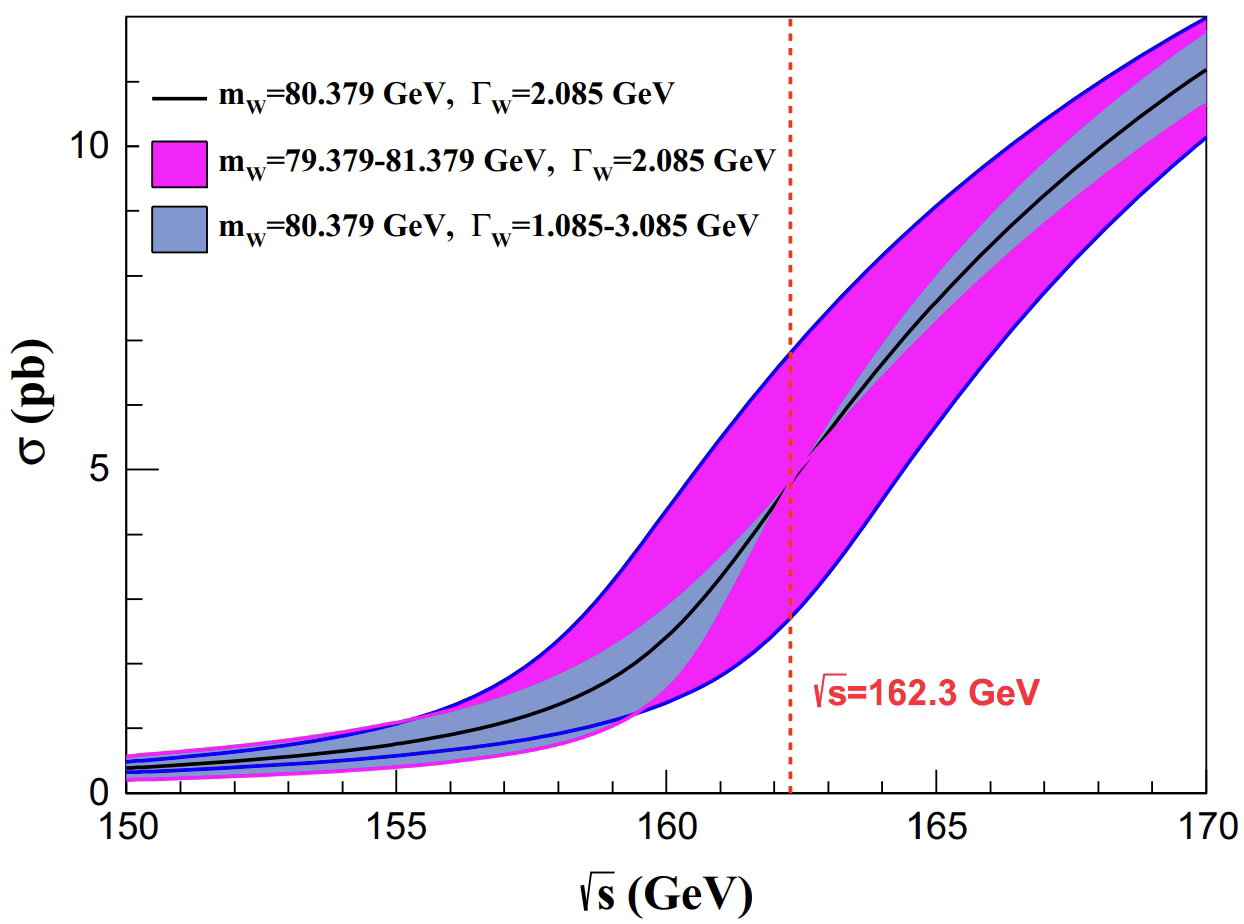 m_W=80.379 GeV, Γ_W=2.085 GeV
m_W=79.379-81.379 GeV, Γ_W=2.085 GeV
m_W=80.379 GeV, Γ_W=1.085-3.085 GeV
10
5
0
σ (pb)
√s=162.3 GeV
150 155 160 165 170
√s (GeV)